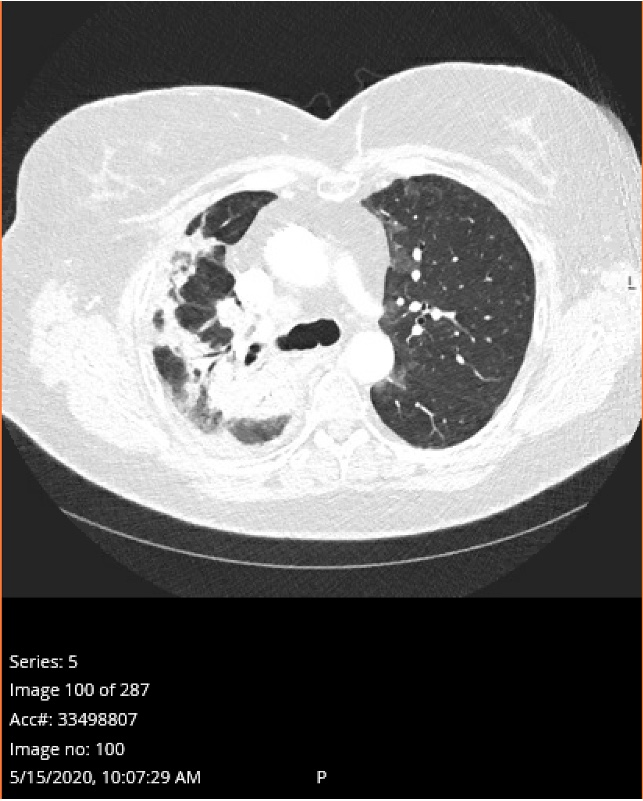 L
Series: 5
Image 100 of 287
Acc#: 33498807
Image no: 100
5/15/2020, 10:07:29 AM
P